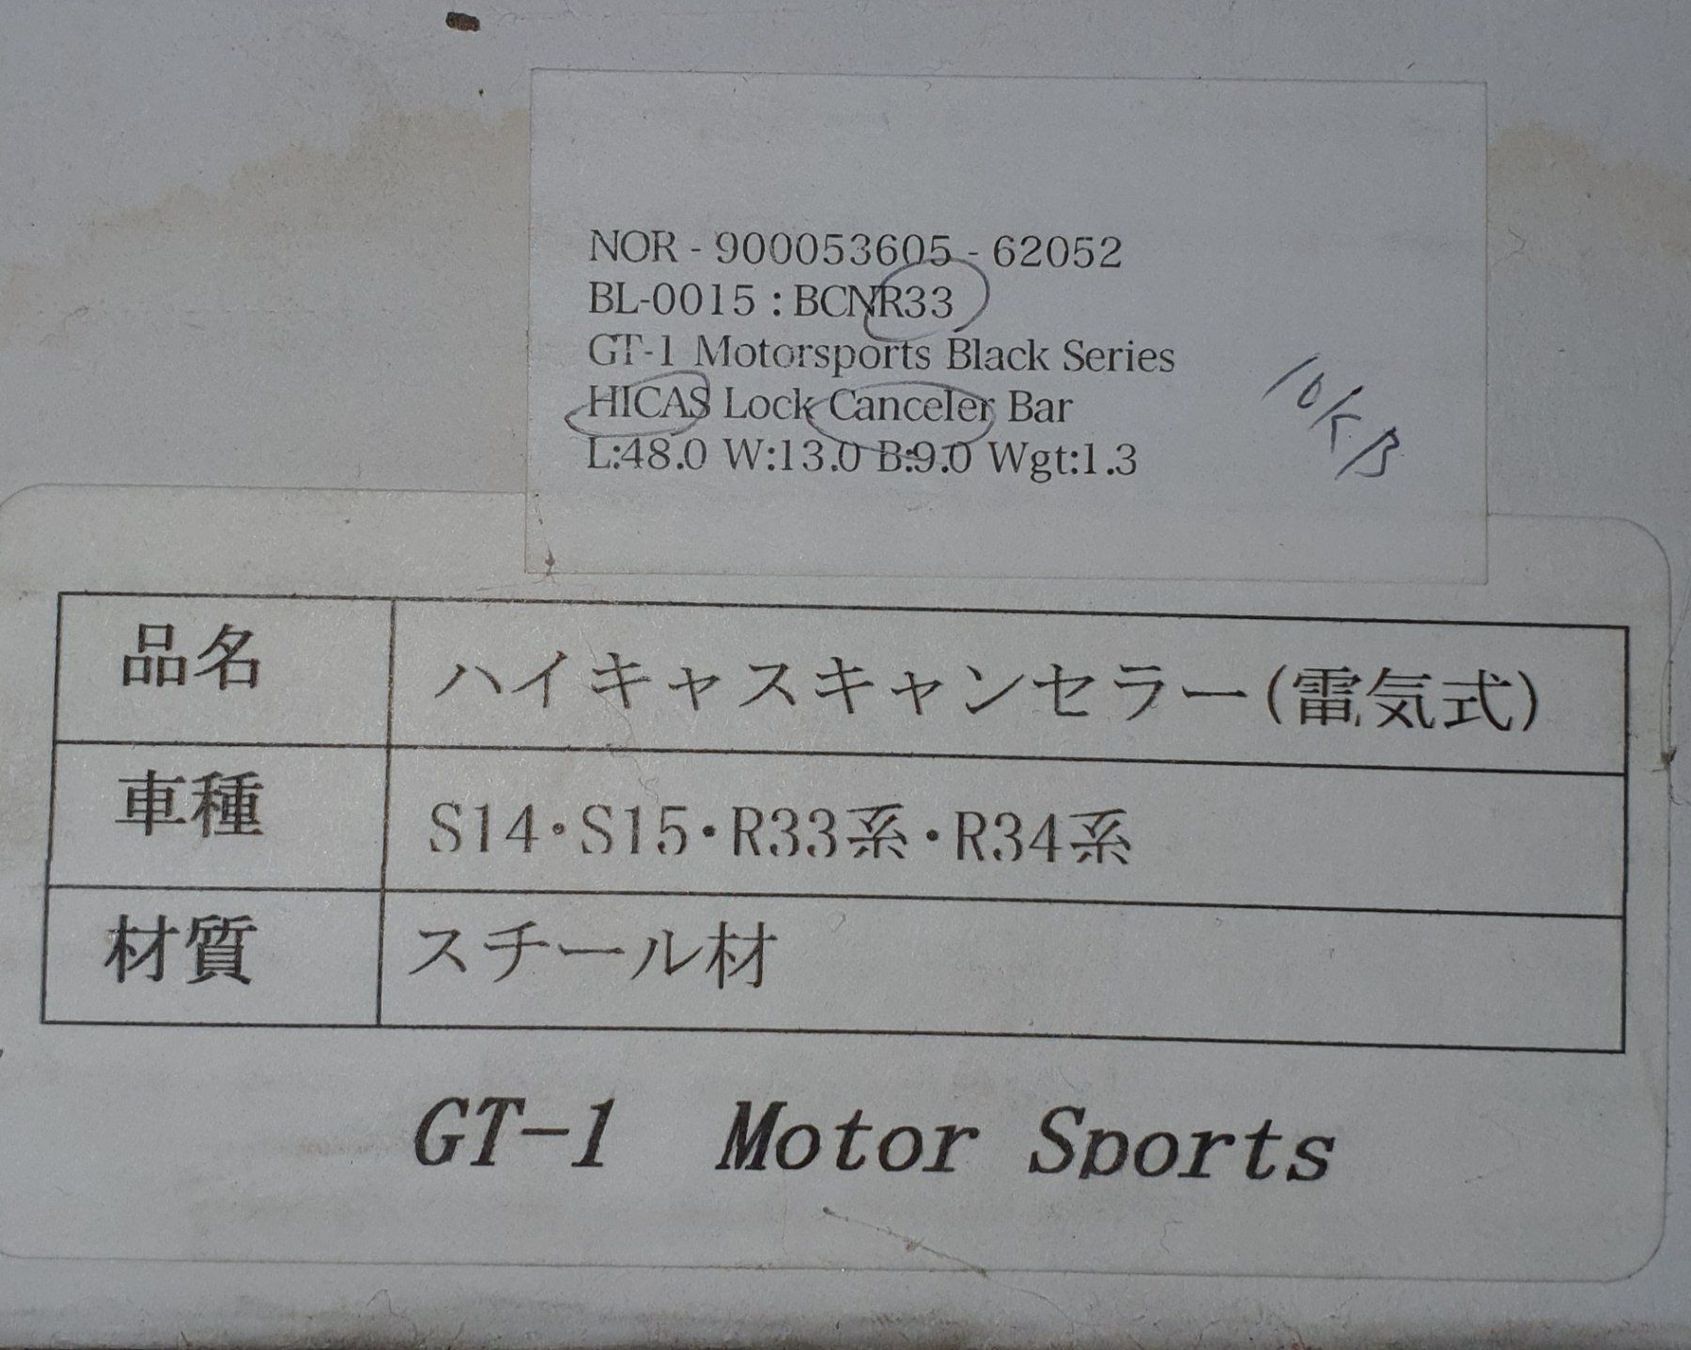 NOR - 900053605 - 62052
BL-0015 : BCNR33
GT-1 Motorsports Black Series
HICAS Lock Canceler Bar
L:48.0 W:13.0 B:9.0 Wgt:1.3
品名 ハイキャスキャンセラー(電気式)
車種 S14・S15・R33系・R34系
材質 スチール材
GT-1 Motor Sports